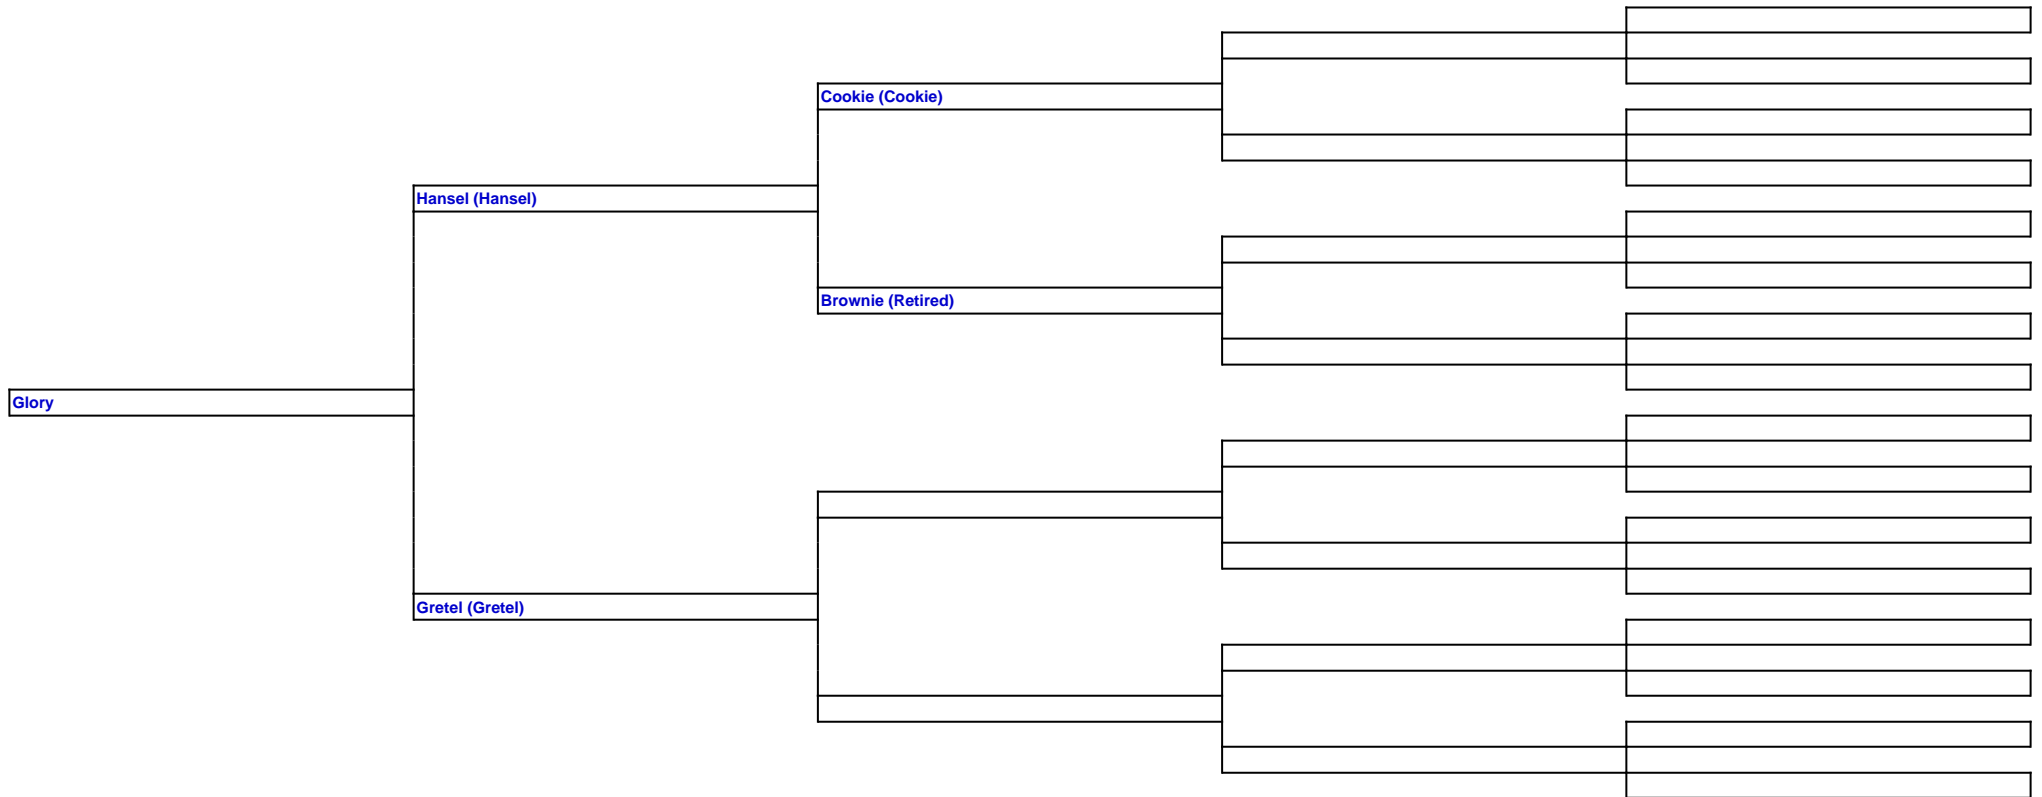 Cookie (Cookie)
Hansel (Hansel)
Brownie (Retired)
Glory
Gretel (Gretel)